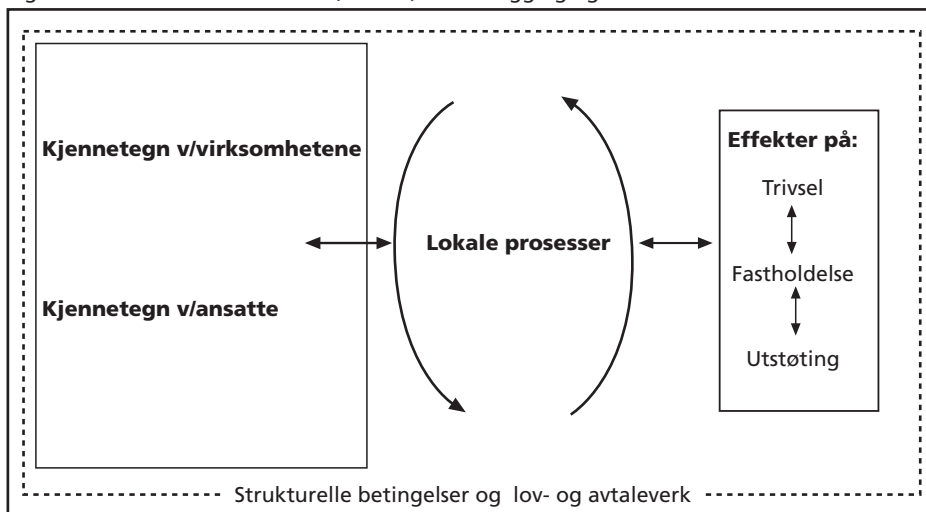 Kjennetegn v/virksomhetene
Kjennetegn v/ansatte
Lokale prosesser
Effekter på:
Trivsel
Fastholdelse
Utstøting
Strukturelle betingelser og lov- og avtaleverk